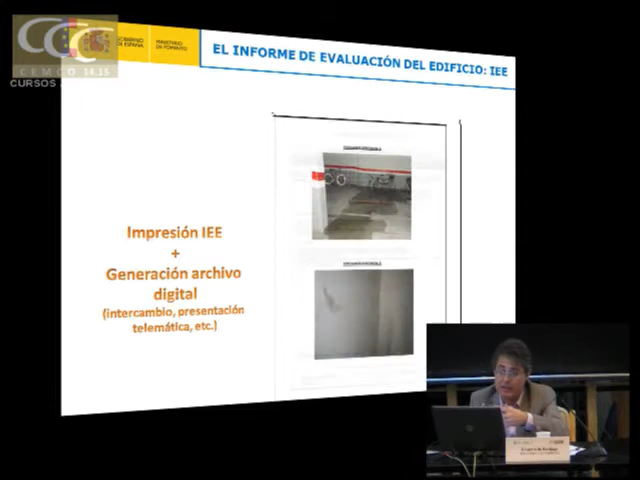 CCC
CEMCO 14.15
CURSOS
GOBIERNO
DE ESPAÑA
MINISTERIO
DE FOMENTO
EL INFORME DE EVALUACIÓN DEL EDIFICIO: IEE
Impresión IEE
+
Generación archivo
digital
(intercambio, presentación
telemática, etc.)